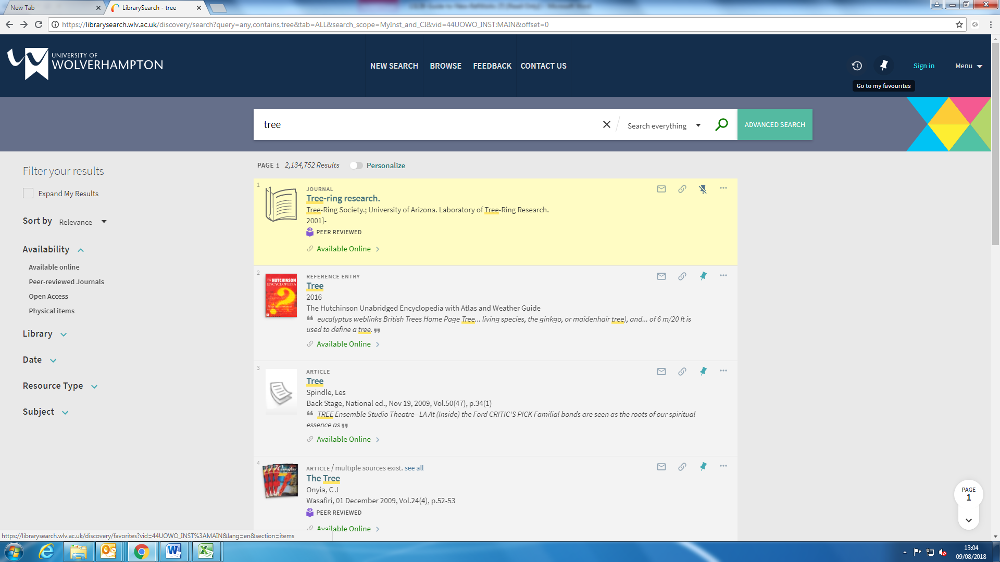 New Tab
LibrarySearch - tree
https://librarysearch.wlv.ac.uk/discovery/search?query=any,contains,tree&tab=ALL&search_scope=MyInst_and_CI&vid=44UOWO_INST:MAIN&offset=0
UNIVERSITY OF
WOLVERHAMPTON
NEW SEARCH BROWSE FEEDBACK CONTACT US
Sign in Menu
Go to my favourites
tree
Search everything
ADVANCED SEARCH
Filter your results
Expand My Results
Sort by Relevance
Availability
Available online
Peer-reviewed Journals
Open Access
Physical items
Library
Date
Resource Type
Subject
PAGE 1 2,134,752 Results Personalize
1
JOURNAL
Tree-ring research.
Tree-Ring Society.; University of Arizona. Laboratory of Tree-Ring Research.
2001]-
PEER REVIEWED
Available Online
2
The HUTCHINSON
ENCYCLOPEDIA
REFERENCE ENTRY
Tree
2016
The Hutchinson Unabridged Encyclopedia with Atlas and Weather Guide
“ eucalyptus weblinks British Trees Home Page Tree... living species, the ginkgo, or maidenhair tree), and... of 6 m/20 ft is
used to define a tree. ”
Available Online
3
ARTICLE
Tree
Spindle, Les
Back Stage, National ed., Nov 19, 2009, Vol.50(47), p.34(1)
“ TREE Ensemble Studio Theatre--LA At (Inside) the Ford CRITIC'S PICK Familial bonds are seen as the roots of our spiritual
essence as ”
Available Online
4
ARTICLE / multiple sources exist. see all
The Tree
Onyia, C J
Wasafiri, 01 December 2009, Vol.24(4), p.52-53
PEER REVIEWED
Available Online
PAGE
1
https://librarysearch.wlv.ac.uk/discovery/favorites?vid=44UOWO_INST%3AMAIN&lang=en&section=items
13:04
09/08/2018